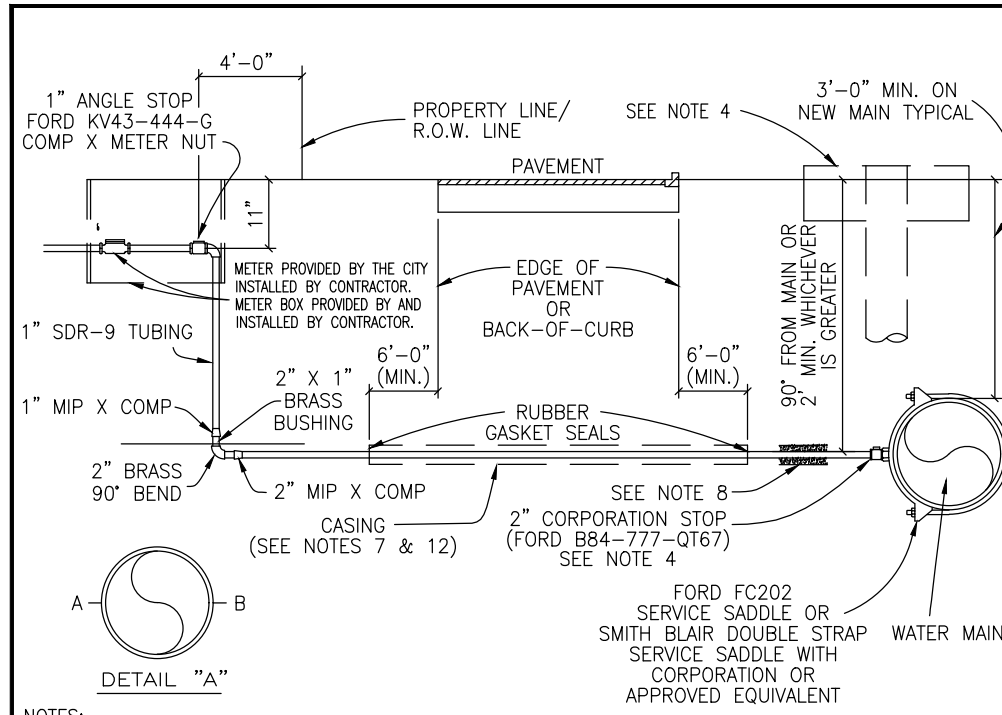 4'-0"
1" ANGLE STOP
FORD KV43-444-G
COMP X METER NUT
PROPERTY LINE/
R.O.W. LINE
SEE NOTE 4
3'-0" MIN. ON
NEW MAIN TYPICAL
PAVEMENT
11"
METER PROVIDED BY THE CITY
INSTALLED BY CONTRACTOR.
METER BOX PROVIDED BY AND
INSTALLED BY CONTRACTOR.
EDGE OF
PAVEMENT
OR
BACK-OF-CURB
90° FROM MAIN OR
2' MIN. WHICHEVER
IS GREATER
1" SDR-9 TUBING
6'-0"
(MIN.)
6'-0"
(MIN.)
2" X 1"
BRASS
BUSHING
1" MIP X COMP
RUBBER
GASKET SEALS
2" BRASS
90° BEND
2" MIP X COMP
SEE NOTE 8
CASING
(SEE NOTES 7 & 12)
2" CORPORATION STOP
(FORD B84-777-QT67)
SEE NOTE 4
A
B
DETAIL "A"
FORD FC202
SERVICE SADDLE OR
SMITH BLAIR DOUBLE STRAP
SERVICE SADDLE WITH
CORPORATION OR
APPROVED EQUIVALENT
WATER MAIN
NOTES: